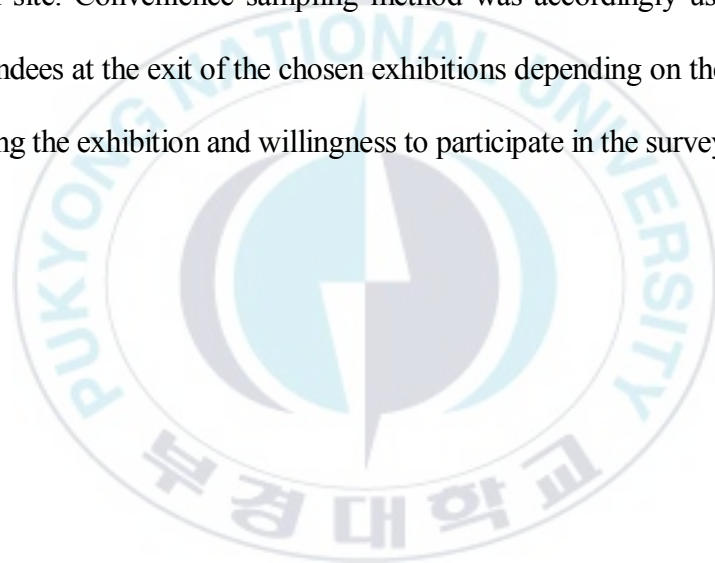 site. Convenience sampling method was accordingly us
ndees at the exit of the chosen exhibitions depending on the
ng the exhibition and willingness to participate in the survey
PUKYONG NATIONAL UNIVERSITY
부경대학교